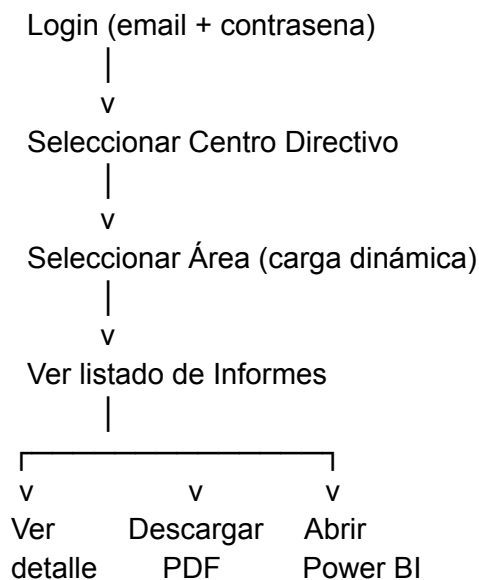 Login (email + contrasena)
|
v
Seleccionar Centro Directivo
|
v
Seleccionar Área (carga dinámica)
|
v
Ver listado de Informes
|
v v v
Ver Descargar Abrir
detalle PDF Power BI